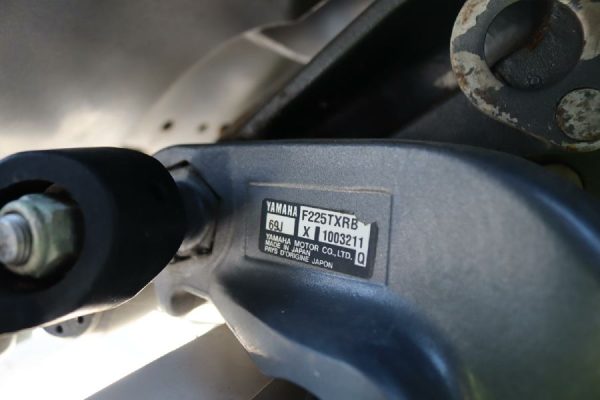 YAMAHA F225TXRB
69J X 1003211
YAMAHA MOTOR CO., LTD.
MADE IN JAPAN
PAYS D'ORIGINE JAPON Q